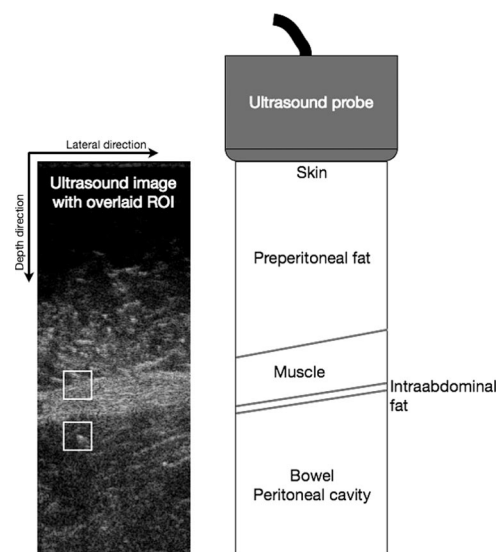 Ultrasound probe
Lateral direction
Depth direction
Ultrasound image
with overlaid ROI
Skin
Preperitoneal fat
Muscle
Intraabdominal
fat
Bowel
Peritoneal cavity